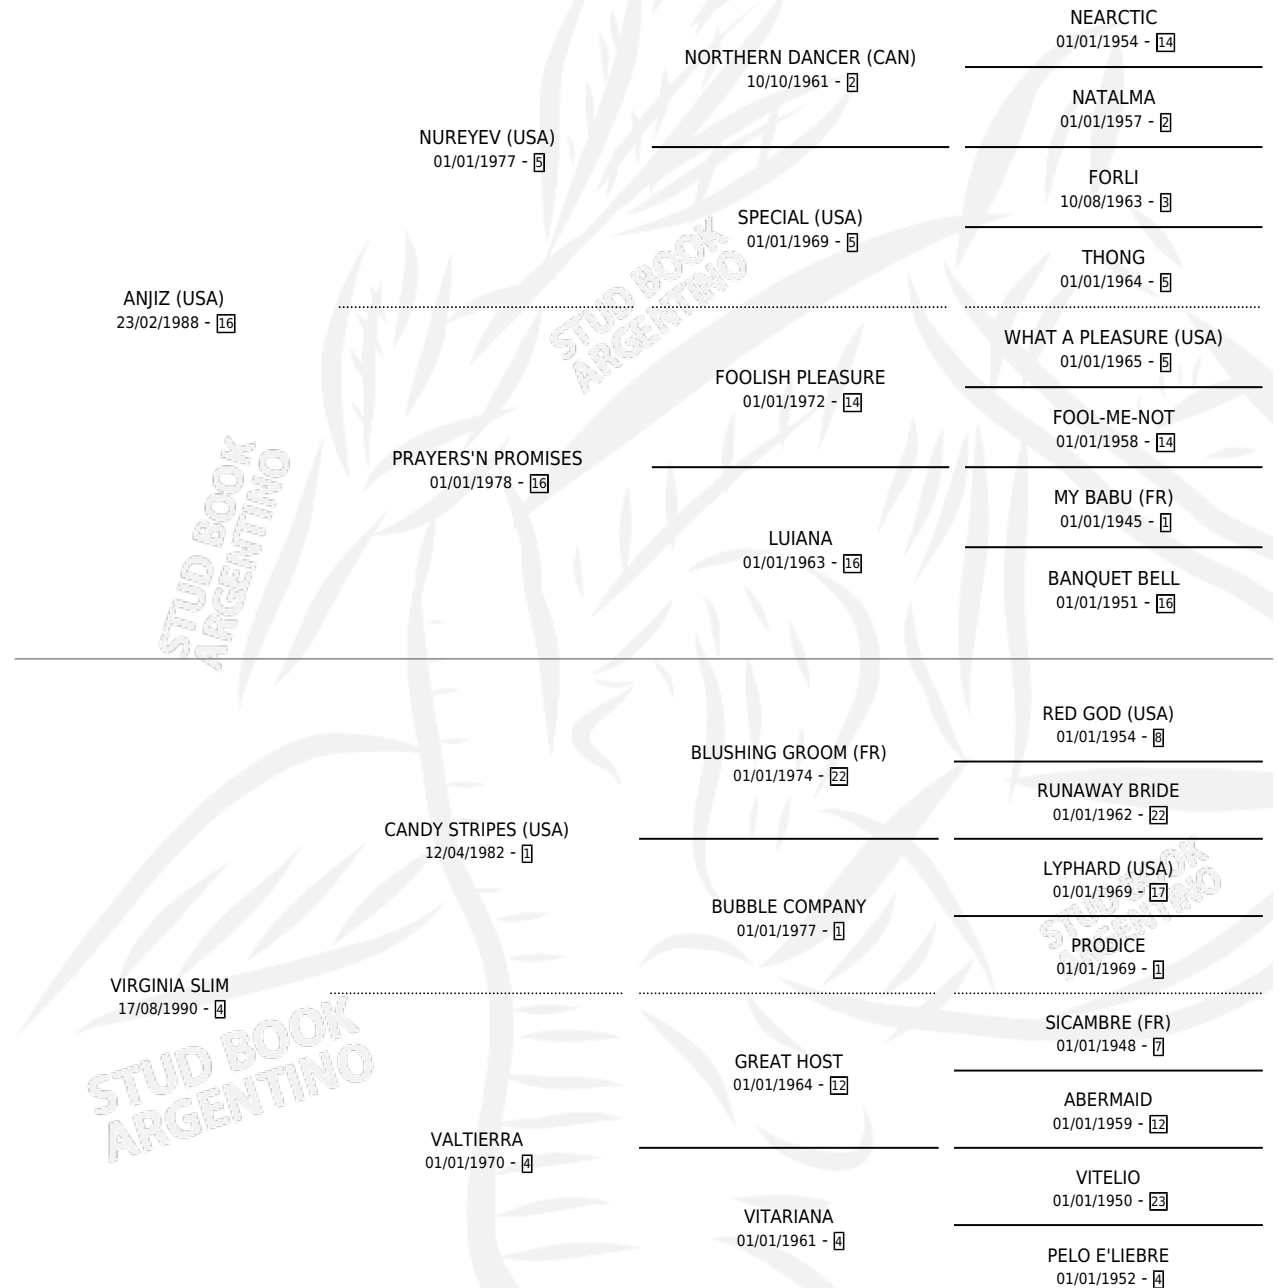 NEARCTIC
01/01/1954 - 14
NORTHERN DANCER (CAN)
10/10/1961 - 2
NATALMA
01/01/1957 - 2
NUREYEV (USA)
01/01/1977 - 5
FORLI
10/08/1963 - 3
SPECIAL (USA)
01/01/1969 - 5
THONG
01/01/1964 - 5
ANJIZ (USA)
23/02/1988 - 16
WHAT A PLEASURE (USA)
01/01/1965 - 5
FOOLISH PLEASURE
01/01/1972 - 14
FOOL-ME-NOT
01/01/1958 - 14
PRAYERS'N PROMISES
01/01/1978 - 16
MY BABU (FR)
01/01/1945 - 1
LUIANA
01/01/1963 - 16
BANQUET BELL
01/01/1951 - 16
RED GOD (USA)
01/01/1954 - 8
BLUSHING GROOM (FR)
01/01/1974 - 22
RUNAWAY BRIDE
01/01/1962 - 22
CANDY STRIPES (USA)
12/04/1982 - 1
LYPHARD (USA)
01/01/1969 - 17
BUBBLE COMPANY
01/01/1977 - 1
PRODICE
01/01/1969 - 1
VIRGINIA SLIM
17/08/1990 - 4
SICAMBRE (FR)
01/01/1948 - 7
GREAT HOST
01/01/1964 - 12
ABERMAID
01/01/1959 - 12
VALTIERRA
01/01/1970 - 4
VITELIO
01/01/1950 - 23
VITARIANA
01/01/1961 - 4
PELO E'LIEBRE
01/01/1952 - 4
STUD BOOK
ARGENTINO
STUD BOOK
ARGENTINO
STUD BOOK
ARGENTINO
STUD BOOK
ARGENTINO